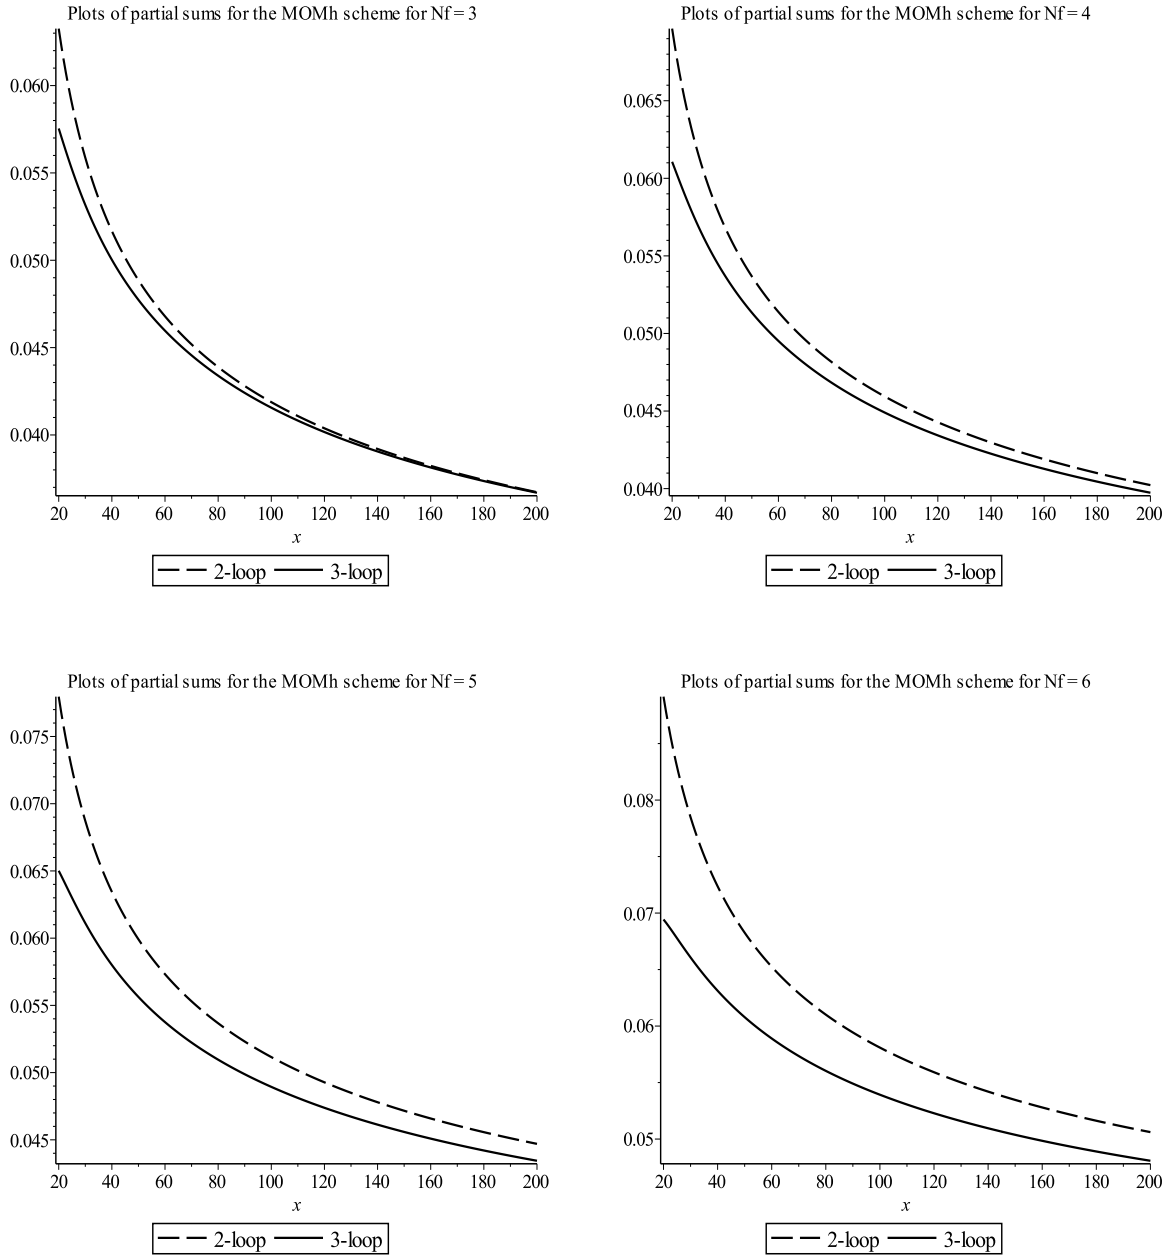 Plots of partial sums for the MOMh scheme for Nf = 3
0.060
0.055
0.050
0.045
0.040
20 40 60 80 100 120 140 160 180 200
x
2-loop 3-loop
Plots of partial sums for the MOMh scheme for Nf = 4
0.065
0.060
0.055
0.050
0.045
0.040
20 40 60 80 100 120 140 160 180 200
x
2-loop 3-loop
Plots of partial sums for the MOMh scheme for Nf = 5
0.075
0.070
0.065
0.060
0.055
0.050
0.045
20 40 60 80 100 120 140 160 180 200
x
2-loop 3-loop
Plots of partial sums for the MOMh scheme for Nf = 6
0.08
0.07
0.06
0.05
20 40 60 80 100 120 140 160 180 200
x
2-loop 3-loop